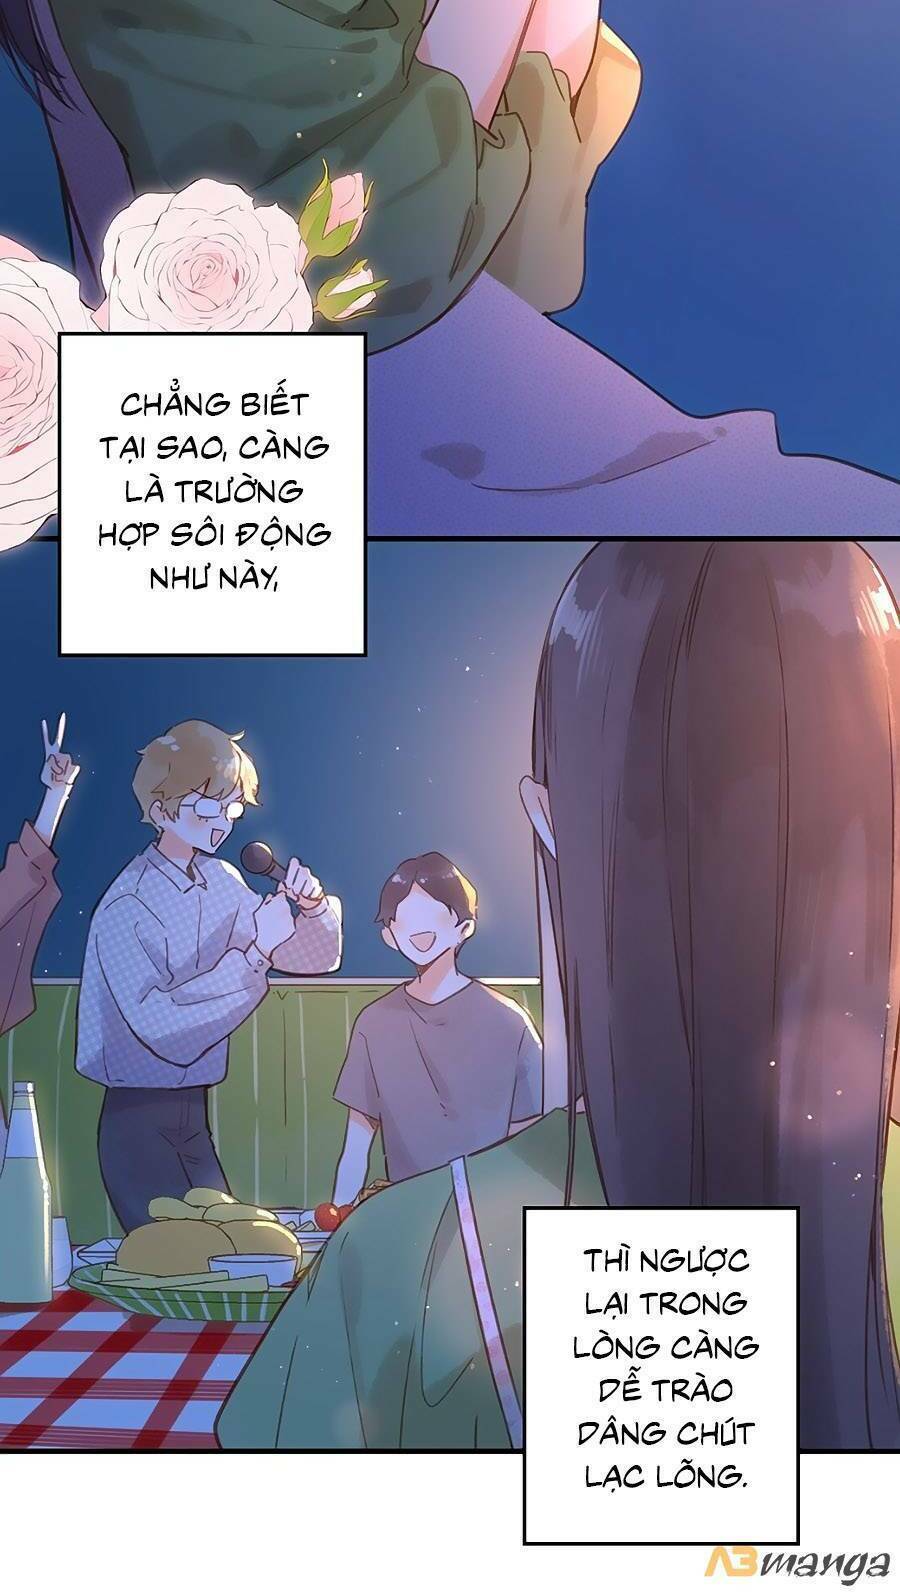 CHẲNG BIẾT
TẠI SAO, CÀNG
LÀ TRƯỜNG
HỢP SÔI ĐỘNG
NHƯ NÀY,
THÌ NGƯỢC
LẠI TRONG
LÒNG CÀNG
DỄ TRÀO
DÂNG CHÚT
LẠC LÕNG.
A3manga